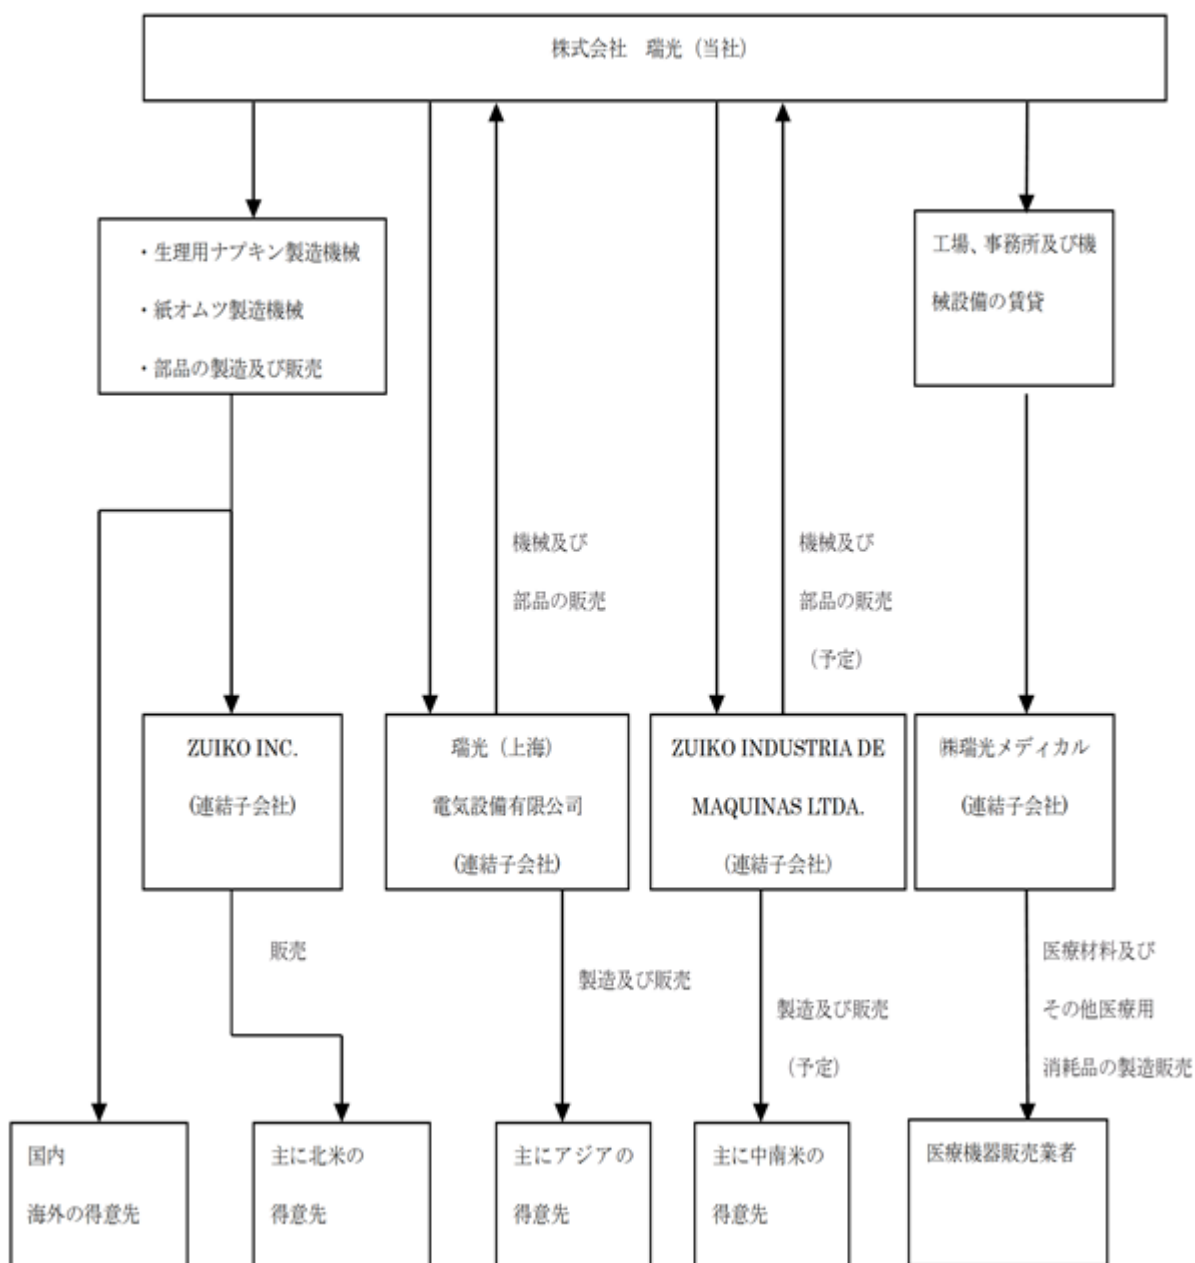 株式会社　瑞光（当社）
・生理用ナプキン製造機械
・紙オムツ製造機械
・部品の製造及び販売
工場、事務所及び機
械設備の賃貸
機械及び
部品の販売
機械及び
部品の販売
（予定）
ZUIKO INC.
(連結子会社)
瑞光（上海）
電気設備有限公司
(連結子会社)
ZUIKO INDUSTRIA DE
MAQUINAS LTDA.
（連結子会社）
㈱瑞光メディカル
(連結子会社)
販売
製造及び販売
製造及び販売
（予定）
医療材料及び
その他医療用
消耗品の製造販売
国内
海外の得意先
主に北米の
得意先
主にアジアの
得意先
主に中南米の
得意先
医療機器販売業者